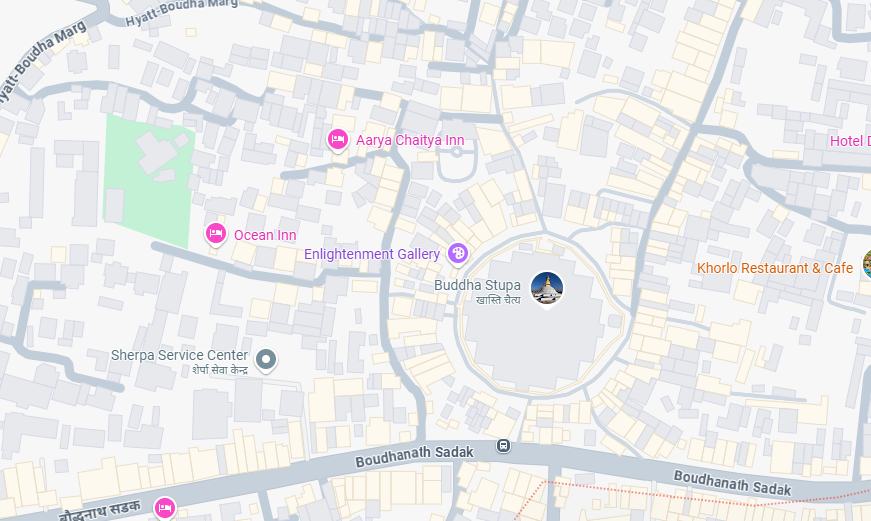 Hyatt-Boudha Marg
Hyatt-Boudha Marg
Aarya Chaitya Inn
Hotel D
Ocean Inn
Enlightenment Gallery
Khorlo Restaurant & Cafe
Buddha Stupa
खास्ति चैत्य
Sherpa Service Center
शेर्पा सेवा केन्द्र
Boudhanath Sadak
Boudhanath Sadak
बौद्धनाथ सडक